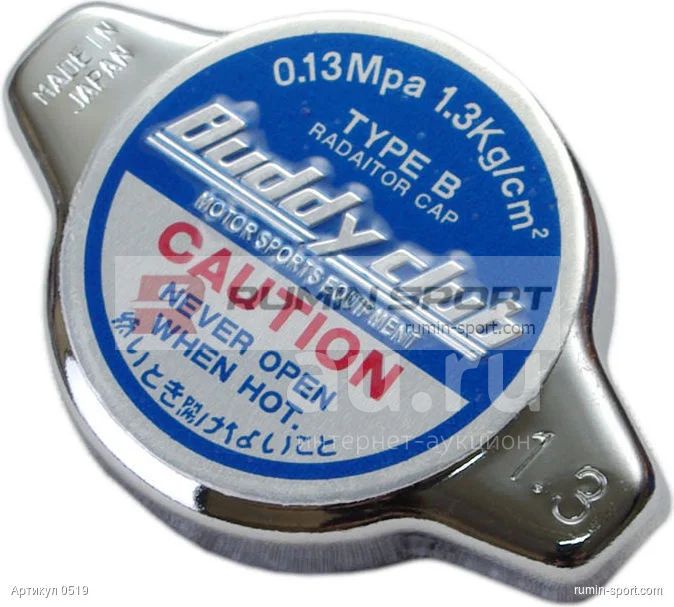 MADE IN
JAPAN
0.13Mpa 1.3Kg/cm²
TYPE B
RADAITOR CAP
Buddy club
MOTOR SPORTS EQUIPMENT
CAUTION
NEVER OPEN
WHEN HOT.
熱いとき開けないこと
1.3
RUMIN SPORT
rumin-sport.com
au.ru
интернет-аукцион
Артикул 0519
rumin-sport.com